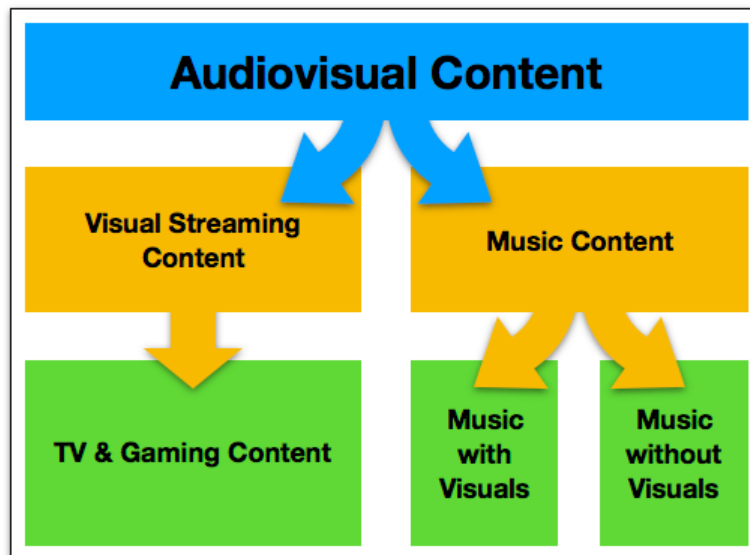 Audiovisual Content
Visual Streaming
Content
Music Content
TV & Gaming Content
Music
with
Visuals
Music
without
Visuals